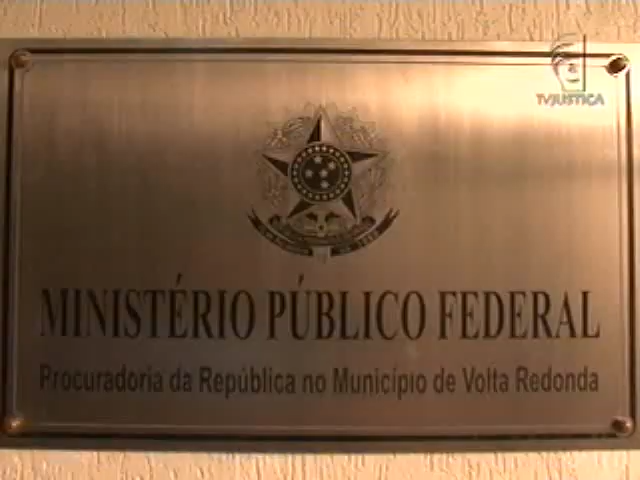 TVJUSTIÇA
MINISTÉRIO PÚBLICO FEDERAL
Procuradoria da República no Município de Volta Redonda